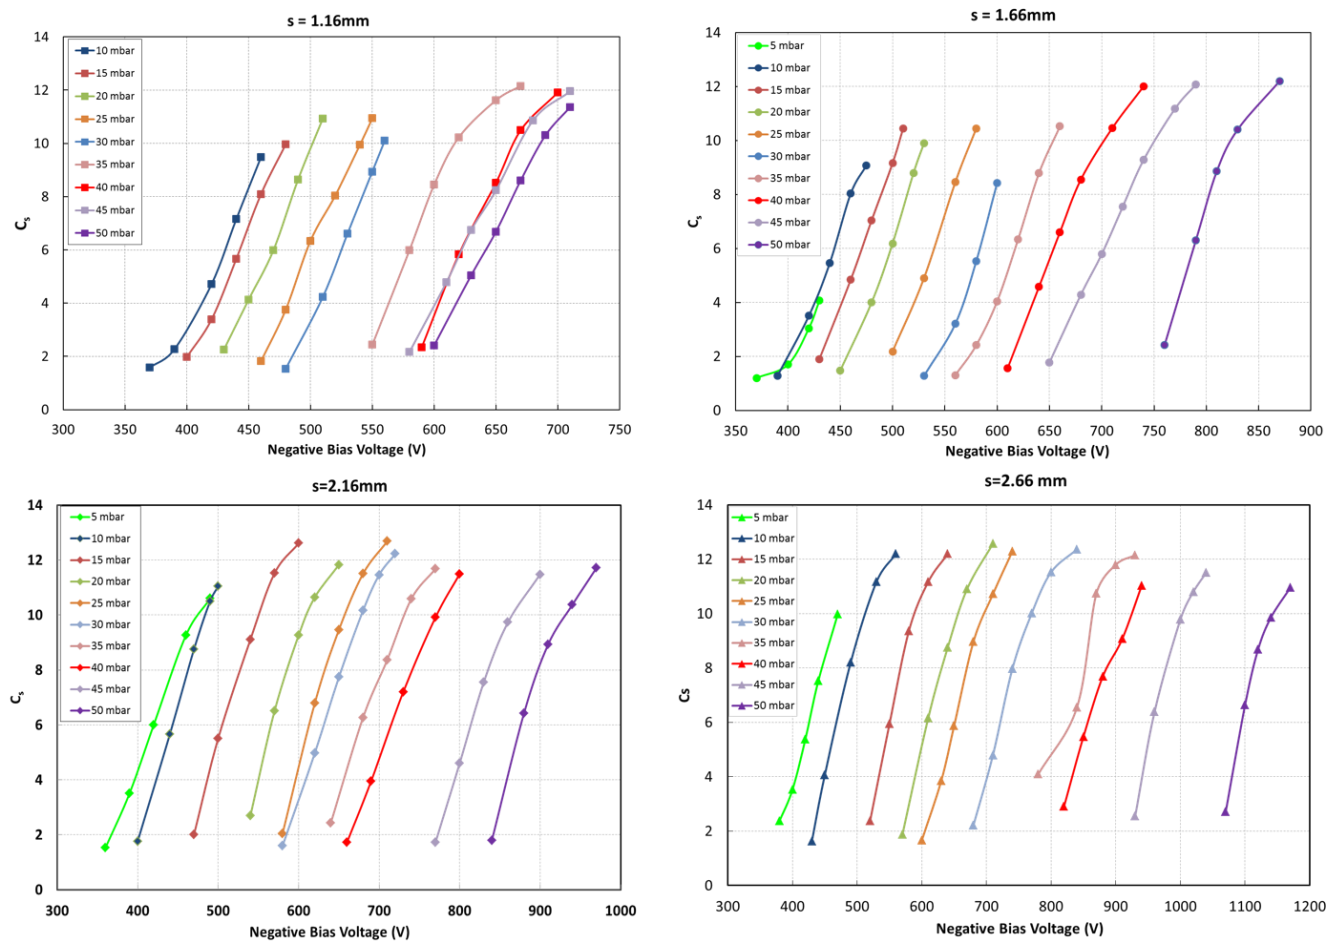 s = 1.16mm
14
12
10
8
6
4
2
0
C_s
10 mbar
15 mbar
20 mbar
25 mbar
30 mbar
35 mbar
40 mbar
45 mbar
50 mbar
300 350 400 450 500 550 600 650 700 750
Negative Bias Voltage (V)
s = 1.66mm
14
12
10
8
6
4
2
0
C_s
5 mbar
10 mbar
15 mbar
20 mbar
25 mbar
30 mbar
35 mbar
40 mbar
45 mbar
50 mbar
350 400 450 500 550 600 650 700 750 800 850 900
Negative Bias Voltage (V)
s=2.16mm
14
12
10
8
6
4
2
0
C_s
5 mbar
10 mbar
15 mbar
20 mbar
25 mbar
30 mbar
35 mbar
40 mbar
45 mbar
50 mbar
300 400 500 600 700 800 900 1000
Negative Bias Voltage (V)
s=2.66 mm
14
12
10
8
6
4
2
0
Cs
5 mbar
10 mbar
15 mbar
20 mbar
25 mbar
30 mbar
35 mbar
40 mbar
45 mbar
50 mbar
300 400 500 600 700 800 900 1000 1100 1200
Negative Bias Voltage (V)